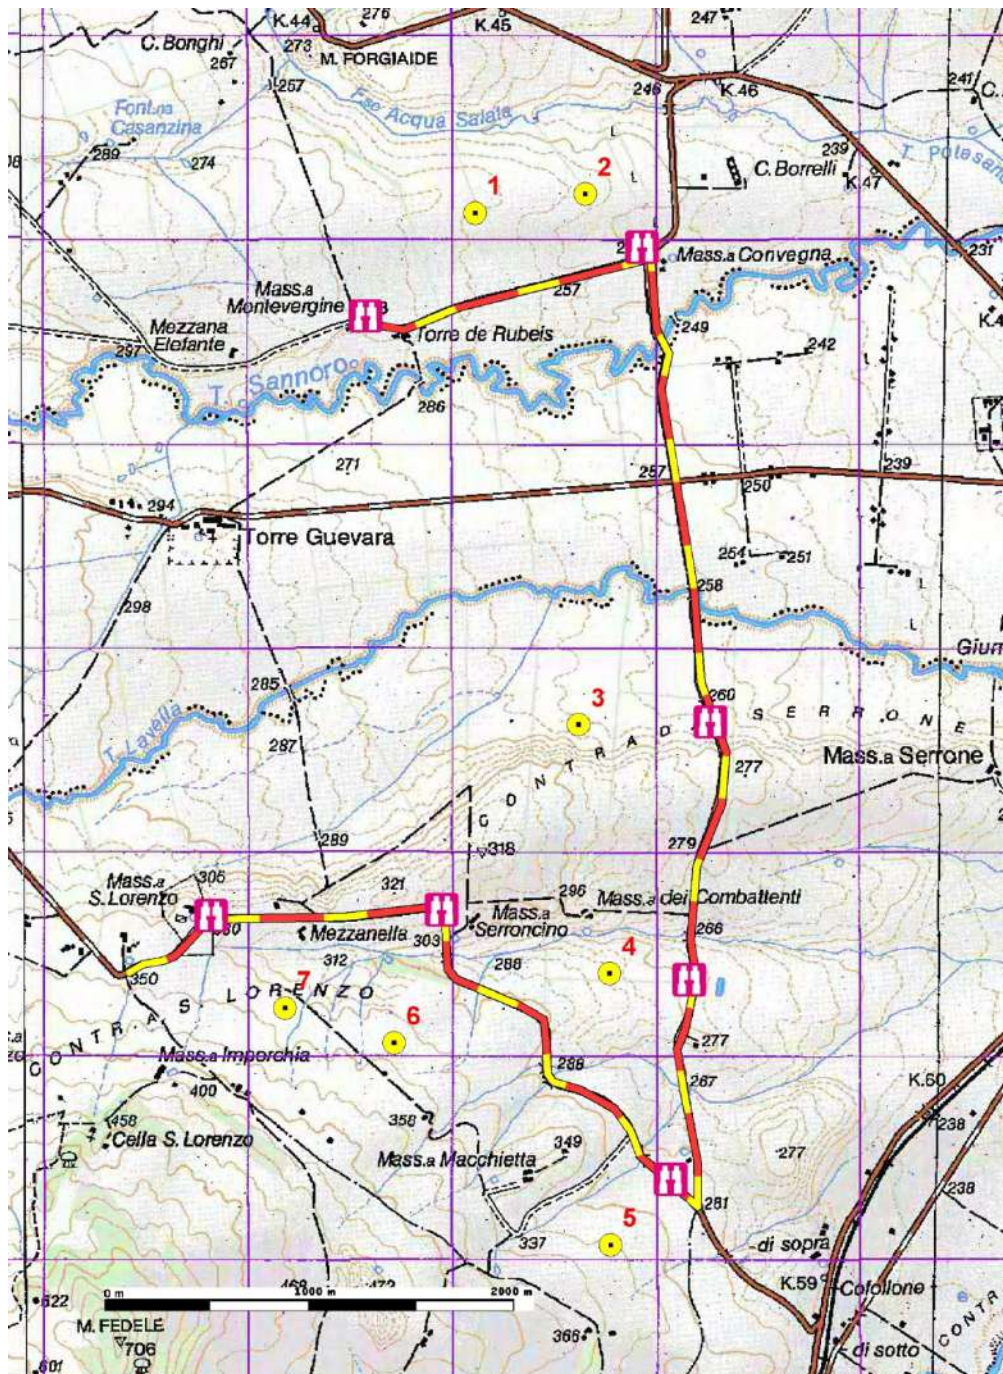 K.44
276
K.45
247
C. Bonghi
273
M. FORGIAIDE
267
257
246
K.46
241
C.
Font.na
Casanzina
F.so Acqua Salata
L
289
274
239
T. Potesano
2
C. Borrelli
K.47
1
L
231
Mass.a Convegna
Mass.a
Montevergine
257
Mezzana
Elefante
Torre de Rubeis
249
297
242
L
T. Sannoro
286
271
257
239
294
250
Torre Guevara
254
251
298
258
L
L
Gium
285
260
3
T. Lavella
287
CONTRADA SERRONE
277
Mass.a Serrone
289
279
318
Mass.a
S. Lorenzo
305
321
296
Mass.a dei Combattenti
Mass.a
Serroncino
266
Mezzanella
303
312
288
4
350
7
CONTRA S. LORENZO
6
277
Mass.a Imporchia
288
267
K.60
400
238
458
358
Cella S. Lorenzo
349
277
Mass.a Macchietta
281
238
5
337
di sopra
K.59
Cofollone
0 m
1000 m
2000 m
622
M. FEDELE
706
366
di sotto
CONTR
601